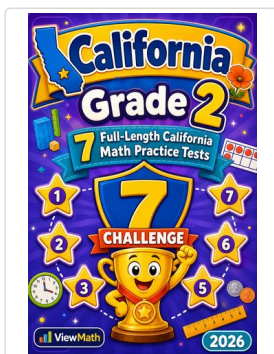 California
Grade 2
7 Full-Length California
Math Practice Tests
7
CHALLENGE
1
7
2
6
3
5
ViewMath
2026